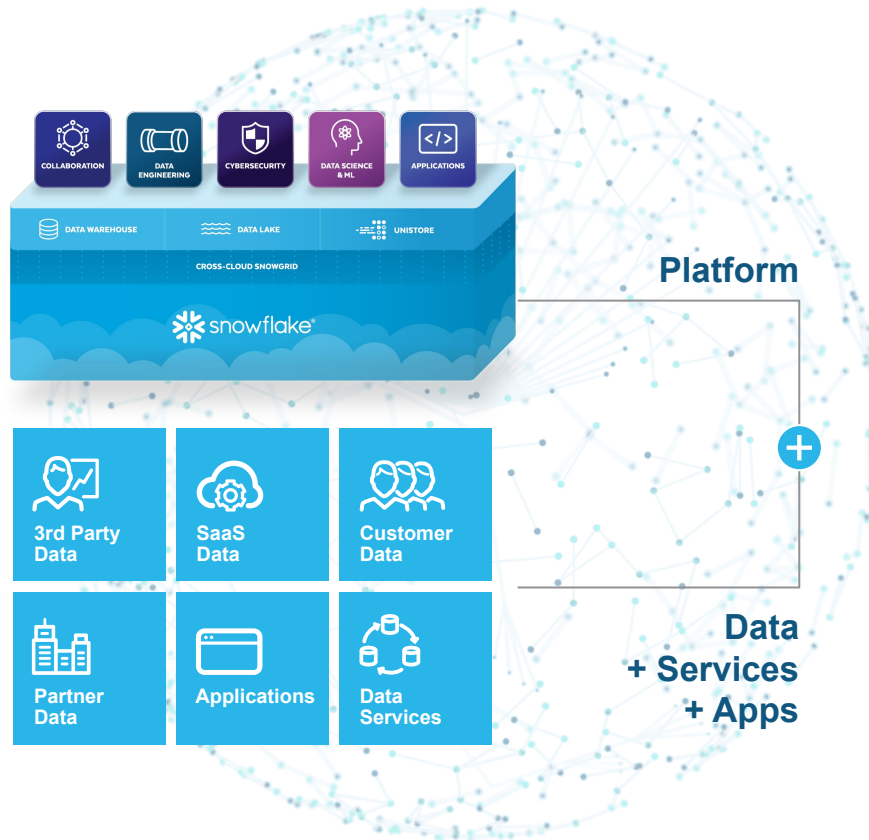 COLLABORATION
DATA
ENGINEERING
CYBERSECURITY
DATA SCIENCE
& ML
APPLICATIONS
</>
DATA WAREHOUSE
DATA LAKE
UNISTORE
CROSS-CLOUD SNOWGRID
snowflake®
Platform
+
3rd Party
Data
SaaS
Data
Customer
Data
Partner
Data
Applications
Data
Services
Data
+ Services
+ Apps